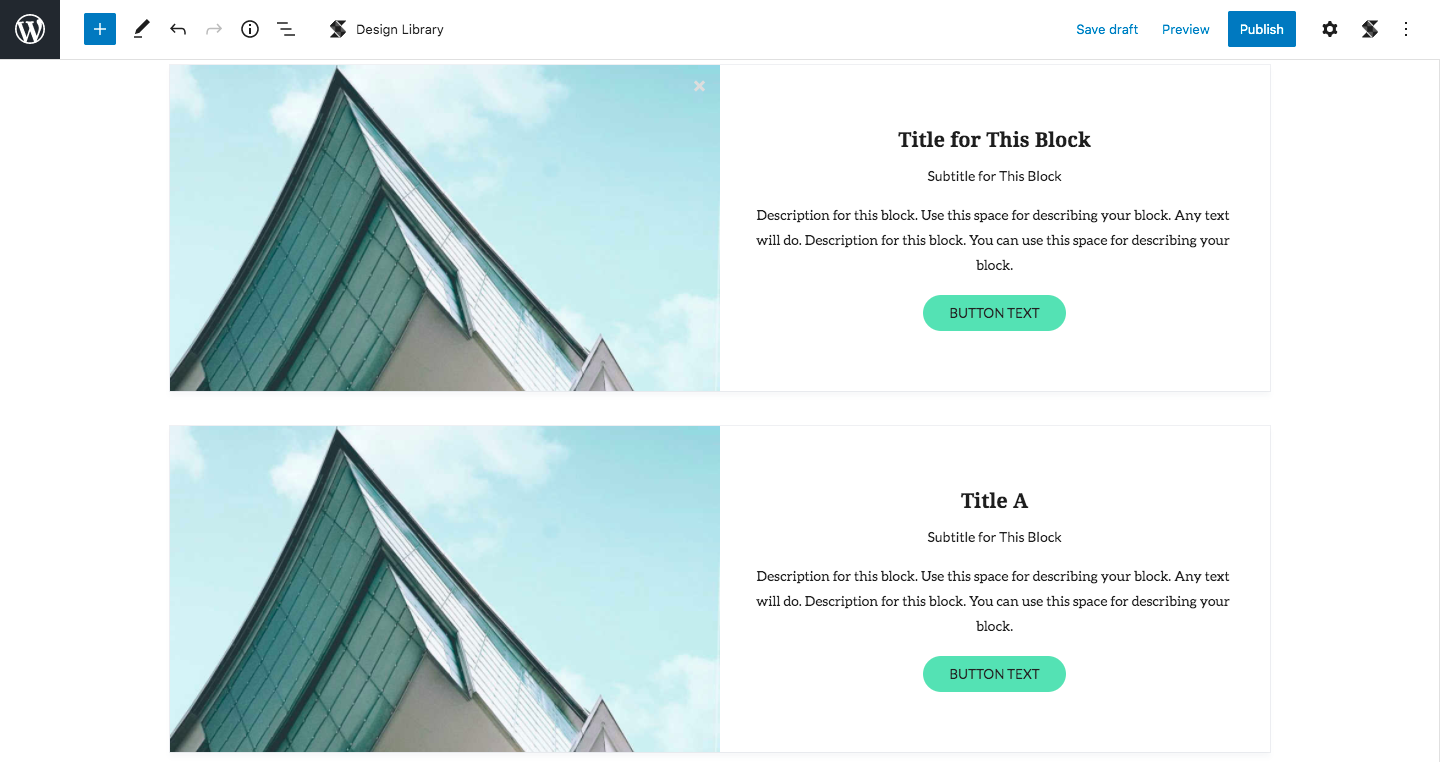 Design Library
Save draft
Preview
Publish
Title for This Block
Subtitle for This Block
Description for this block. Use this space for describing your block. Any text
will do. Description for this block. You can use this space for describing your
block.
BUTTON TEXT
Title A
Subtitle for This Block
Description for this block. Use this space for describing your block. Any text
will do. Description for this block. You can use this space for describing your
block.
BUTTON TEXT